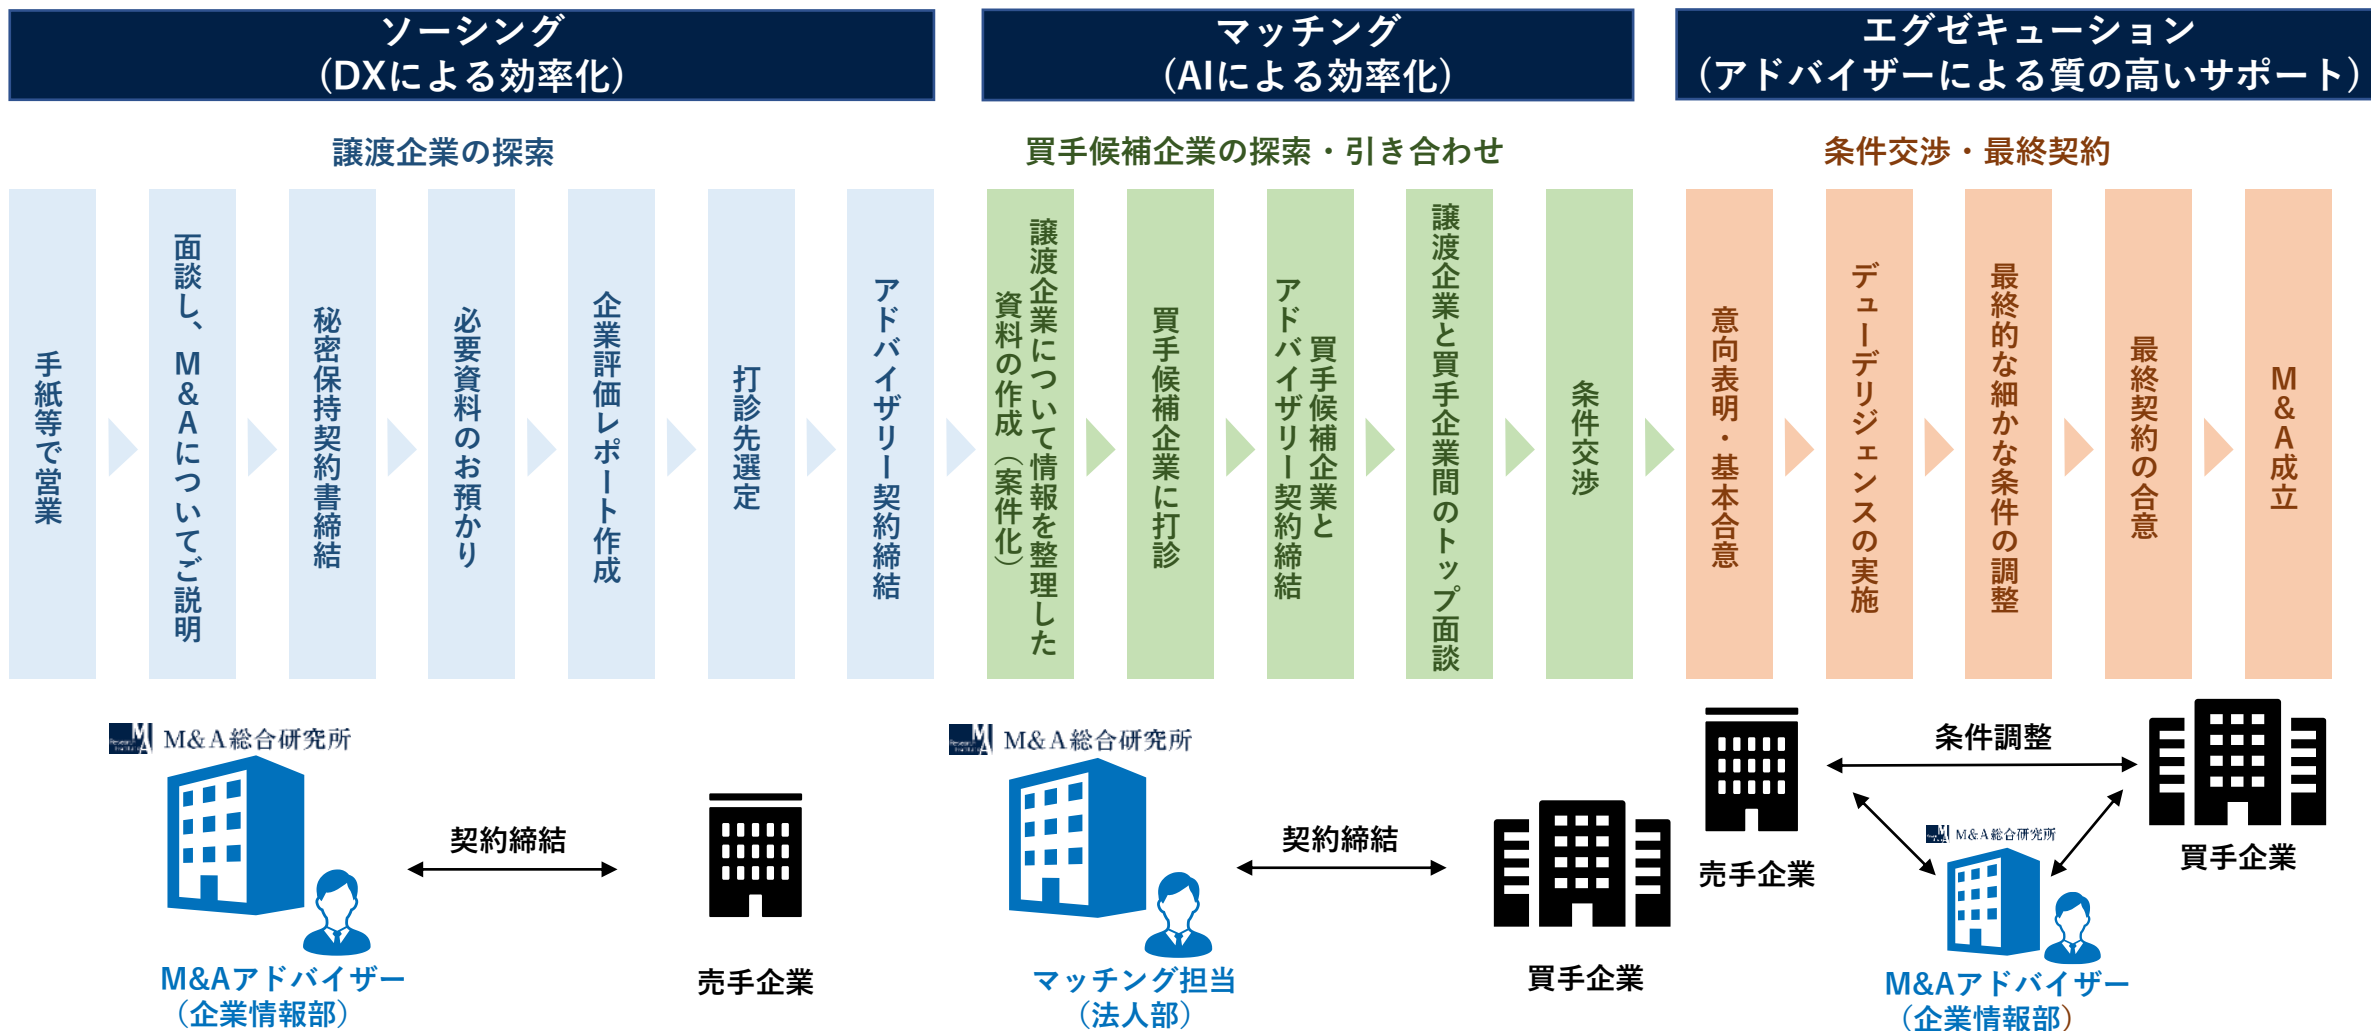 ソーシング
（DXによる効率化）
マッチング
（AIによる効率化）
エグゼキューション
（アドバイザーによる質の高いサポート）
譲渡企業の探索
買手候補企業の探索・引き合わせ
条件交渉・最終契約
手紙等で営業
面談し、M&Aについてご説明
秘密保持契約書締結
必要資料のお預かり
企業評価レポート作成
打診先選定
アドバイザリー契約締結
譲渡企業について情報を整理した
資料の作成（案件化）
買手候補企業に打診
買手候補企業と
アドバイザリー契約締結
譲渡企業と買手企業間のトップ面談
条件交渉
意向表明・基本合意
デューデリジェンスの実施
最終的な細かな条件の調整
最終契約の合意
M&A成立
M&A総合研究所
契約締結
M&Aアドバイザー
（企業情報部）
売手企業
M&A総合研究所
契約締結
マッチング担当
（法人部）
買手企業
条件調整
売手企業
買手企業
M&A総合研究所
M&Aアドバイザー
（企業情報部）